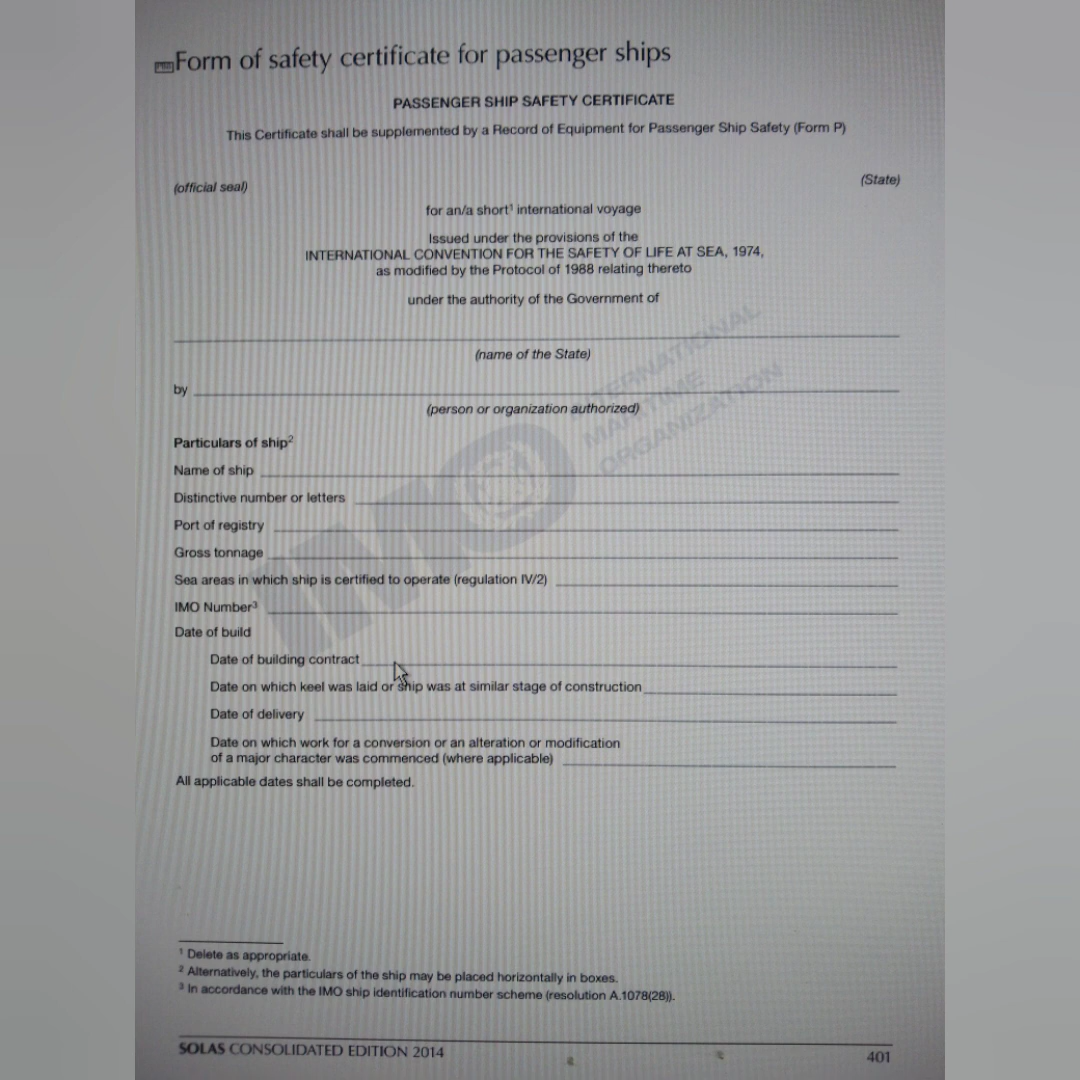 Form of safety certificate for passenger ships
PASSENGER SHIP SAFETY CERTIFICATE
This Certificate shall be supplemented by a Record of Equipment for Passenger Ship Safety (Form P)
(official seal) (State)
for an/a short¹ international voyage
Issued under the provisions of the
INTERNATIONAL CONVENTION FOR THE SAFETY OF LIFE AT SEA, 1974,
as modified by the Protocol of 1988 relating thereto
under the authority of the Government of
(name of the State)
by
(person or organization authorized)
Particulars of ship²
Name of ship
Distinctive number or letters
Port of registry
Gross tonnage
Sea areas in which ship is certified to operate (regulation IV/2)
IMO Number³
Date of build
Date of building contract
Date on which keel was laid or ship was at similar stage of construction
Date of delivery
Date on which work for a conversion or an alteration or modification
of a major character was commenced (where applicable)
All applicable dates shall be completed.
IMO
INTERNATIONAL
MARITIME
ORGANIZATION
¹ Delete as appropriate.
² Alternatively, the particulars of the ship may be placed horizontally in boxes.
³ In accordance with the IMO ship identification number scheme (resolution A.1078(28)).
SOLAS CONSOLIDATED EDITION 2014 401